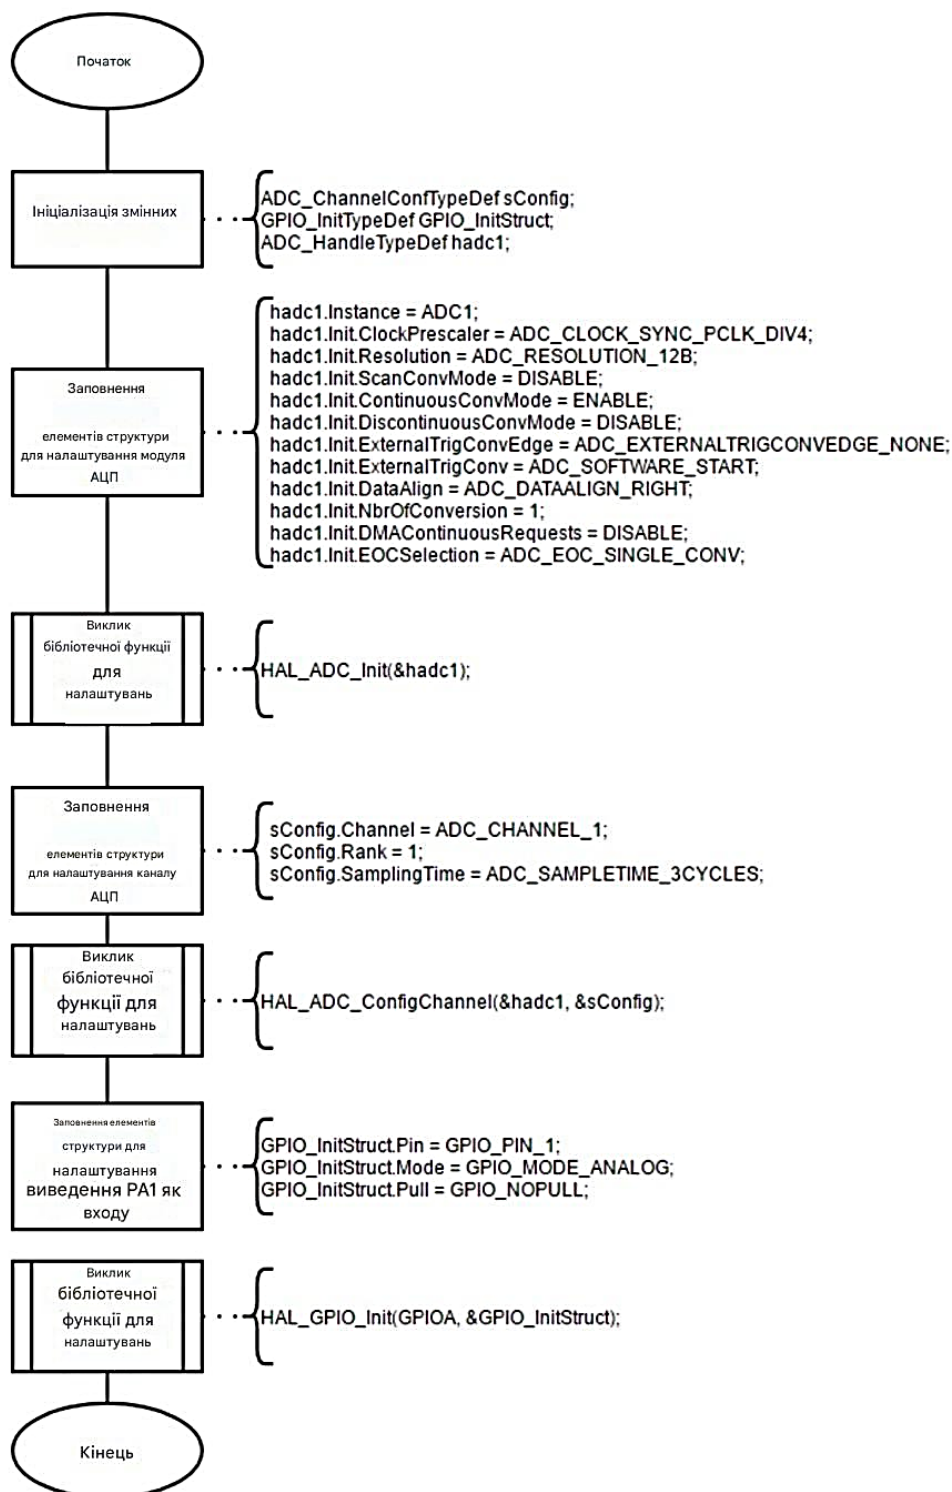 Початок
Ініціалізація змінних
ADC_ChannelConfTypeDef sConfig;
GPIO_InitTypeDef GPIO_InitStruct;
ADC_HandleTypeDef hadc1;
hadc1.Instance = ADC1;
hadc1.Init.ClockPrescaler = ADC_CLOCK_SYNC_PCLK_DIV4;
hadc1.Init.Resolution = ADC_RESOLUTION_12B;
hadc1.Init.ScanConvMode = DISABLE;
hadc1.Init.ContinuousConvMode = ENABLE;
hadc1.Init.DiscontinuousConvMode = DISABLE;
hadc1.Init.ExternalTrigConvEdge = ADC_EXTERNALTRIGCONVEDGE_NONE;
hadc1.Init.ExternalTrigConv = ADC_SOFTWARE_START;
hadc1.Init.DataAlign = ADC_DATAALIGN_RIGHT;
hadc1.Init.NbrOfConversion = 1;
hadc1.Init.DMAContinuousRequests = DISABLE;
hadc1.Init.EOCSelection = ADC_EOC_SINGLE_CONV;
Заповнення
елементів структури
для налаштування модуля
АЦП
Виклик
бібліотечної функції
для
налаштувань
HAL_ADC_Init(&hadc1);
Заповнення
елементів структури
для налаштування каналу
АЦП
sConfig.Channel = ADC_CHANNEL_1;
sConfig.Rank = 1;
sConfig.SamplingTime = ADC_SAMPLETIME_3CYCLES;
Виклик
бібліотечної
функції для
налаштувань
HAL_ADC_ConfigChannel(&hadc1, &sConfig);
Заповнення елементів
структури для
налаштування
виведення PA1 як
входу
GPIO_InitStruct.Pin = GPIO_PIN_1;
GPIO_InitStruct.Mode = GPIO_MODE_ANALOG;
GPIO_InitStruct.Pull = GPIO_NOPULL;
Виклик
бібліотечної
функції для
налаштувань
HAL_GPIO_Init(GPIOA, &GPIO_InitStruct);
Кінець